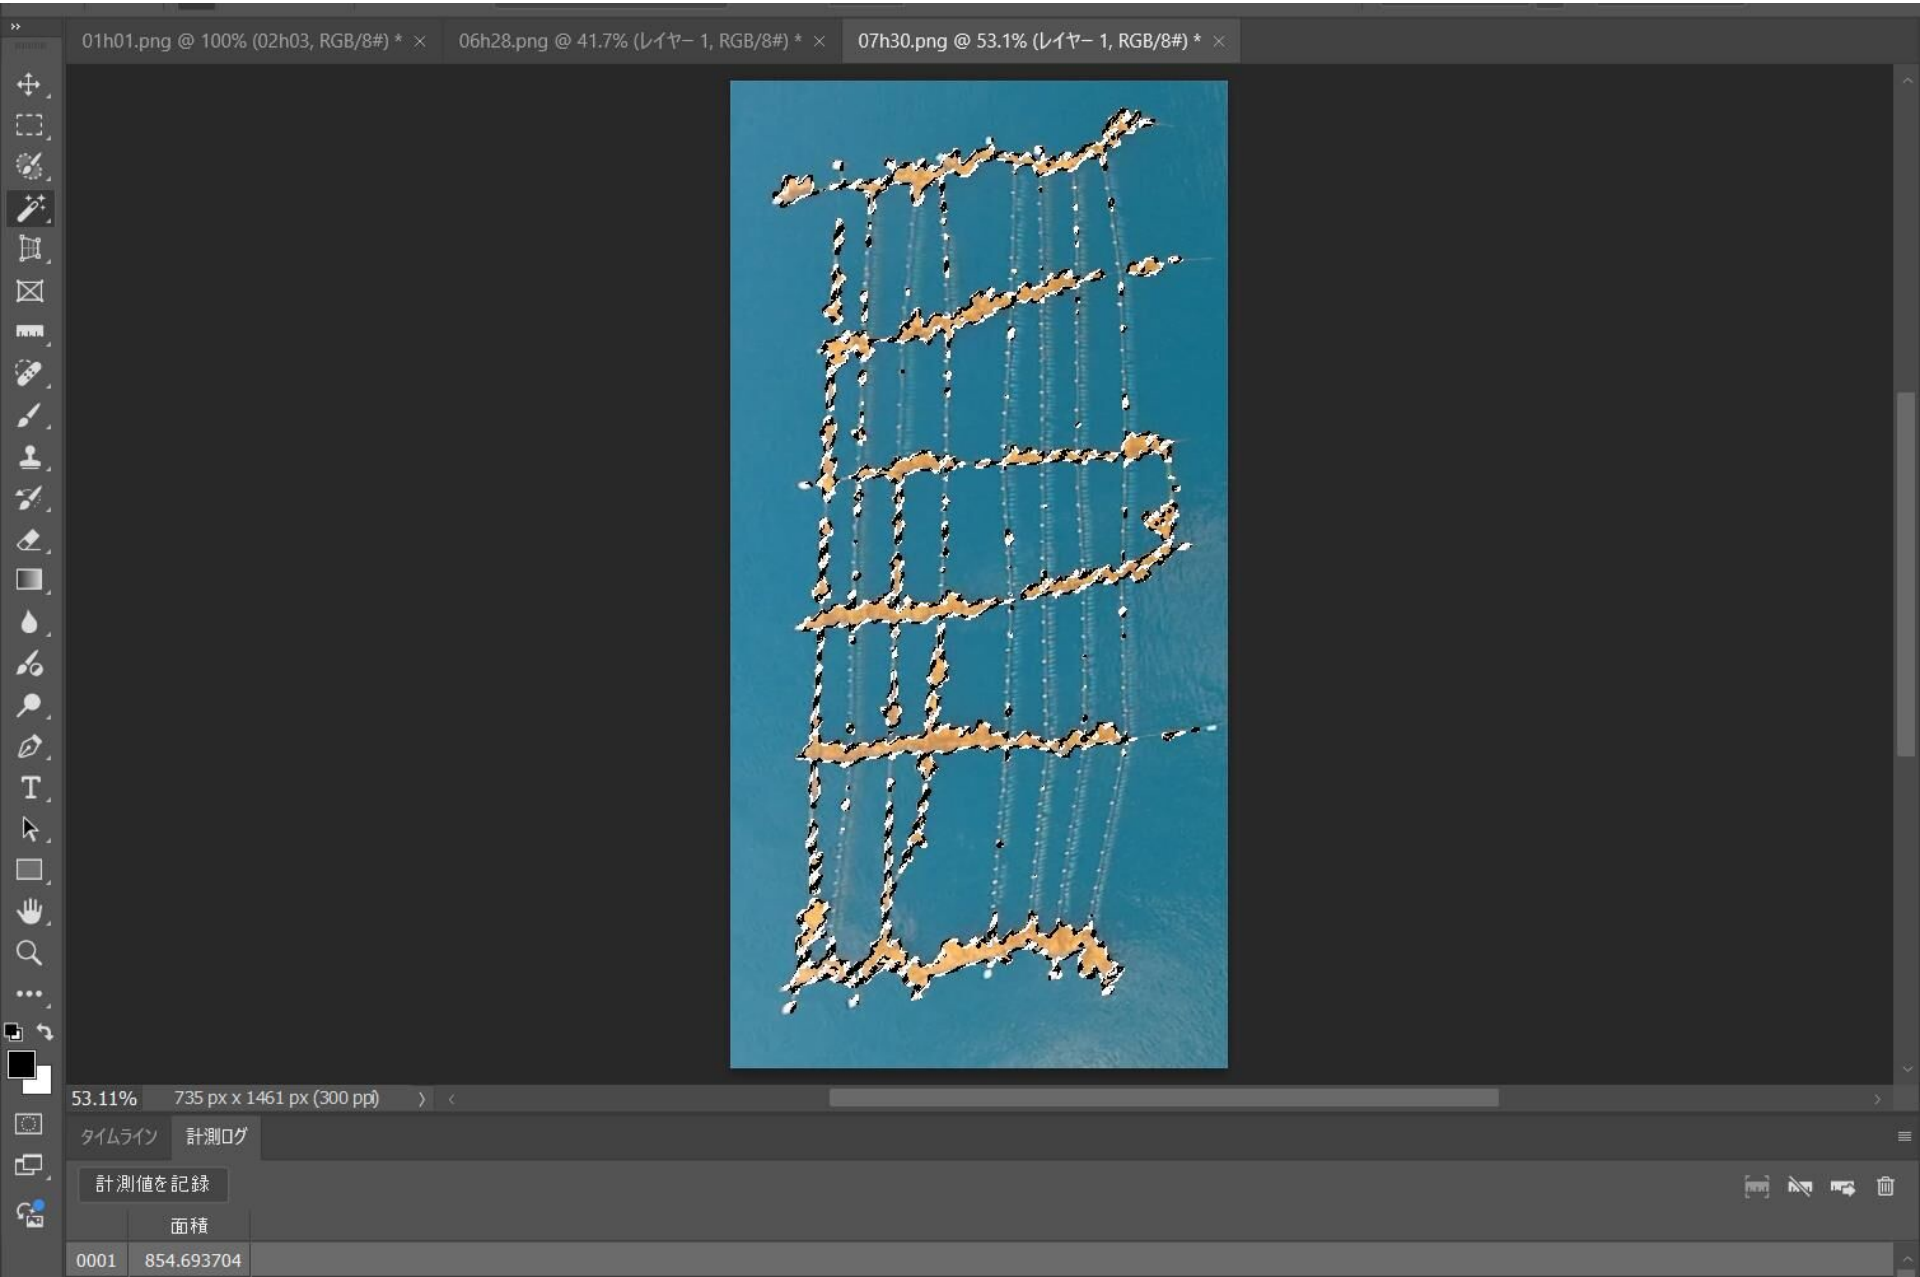 01h01.png @ 100% (02h03, RGB/8#) *
06h28.png @ 41.7% (レイヤー 1, RGB/8#) *
07h30.png @ 53.1% (レイヤー 1, RGB/8#) *
T
53.11%
735 px x 1461 px (300 ppi)
タイムライン
計測ログ
計測値を記録
面積
0001
854.693704